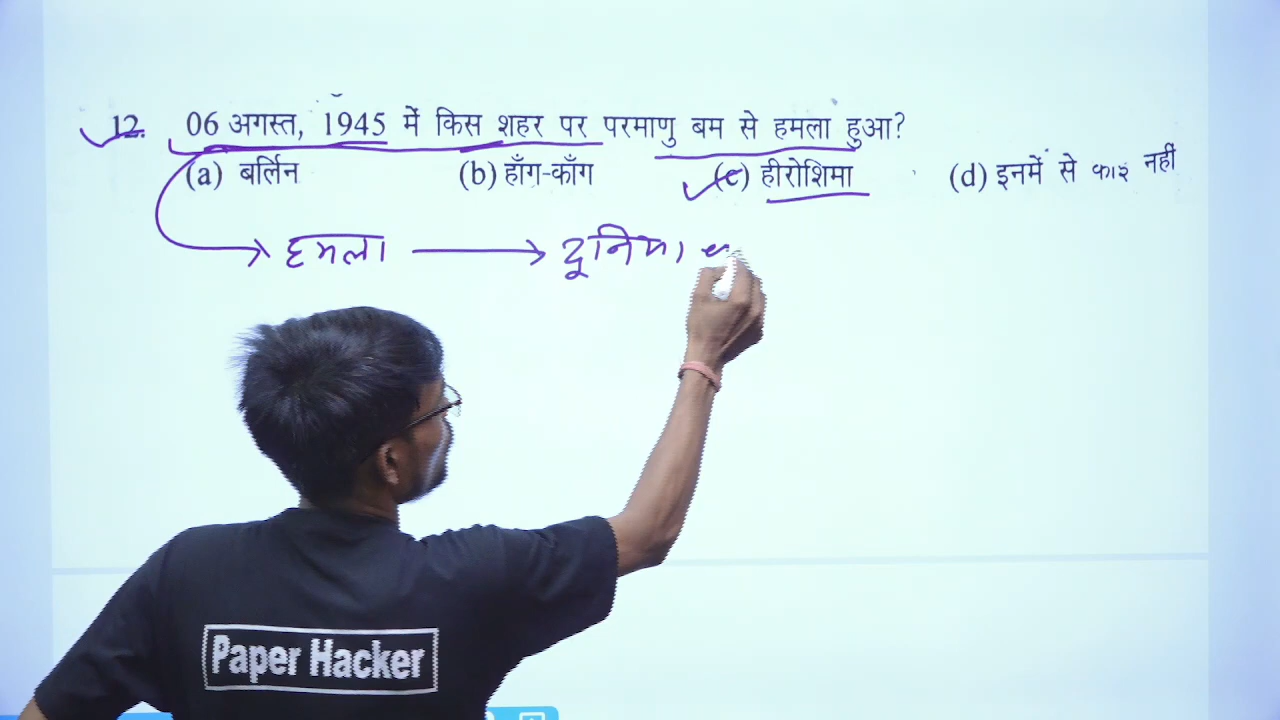 12. 06 अगस्त, 1945 में किस शहर पर परमाणु बम से हमला हुआ?
(a) बर्लिन (b) हाँग-काँग (c) हीरोशिमा (d) इनमें से कोई नहीं
हमला → दुनिया
Paper Hacker